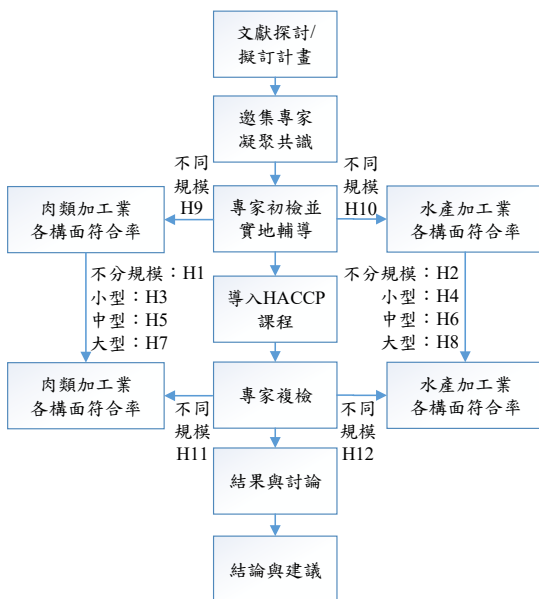 文獻探討/
擬訂計畫
邀集專家
凝聚共識
不同
規模
H9
不同
規模
H10
肉類加工業
各構面符合率
專家初檢並
實地輔導
水產加工業
各構面符合率
不分規模：H1
小型：H3
中型：H5
大型：H7
導入HACCP
課程
不分規模：H2
小型：H4
中型：H6
大型：H8
肉類加工業
各構面符合率
專家複檢
水產加工業
各構面符合率
不同
規模
H11
不同
規模
H12
結果與討論
結論與建議